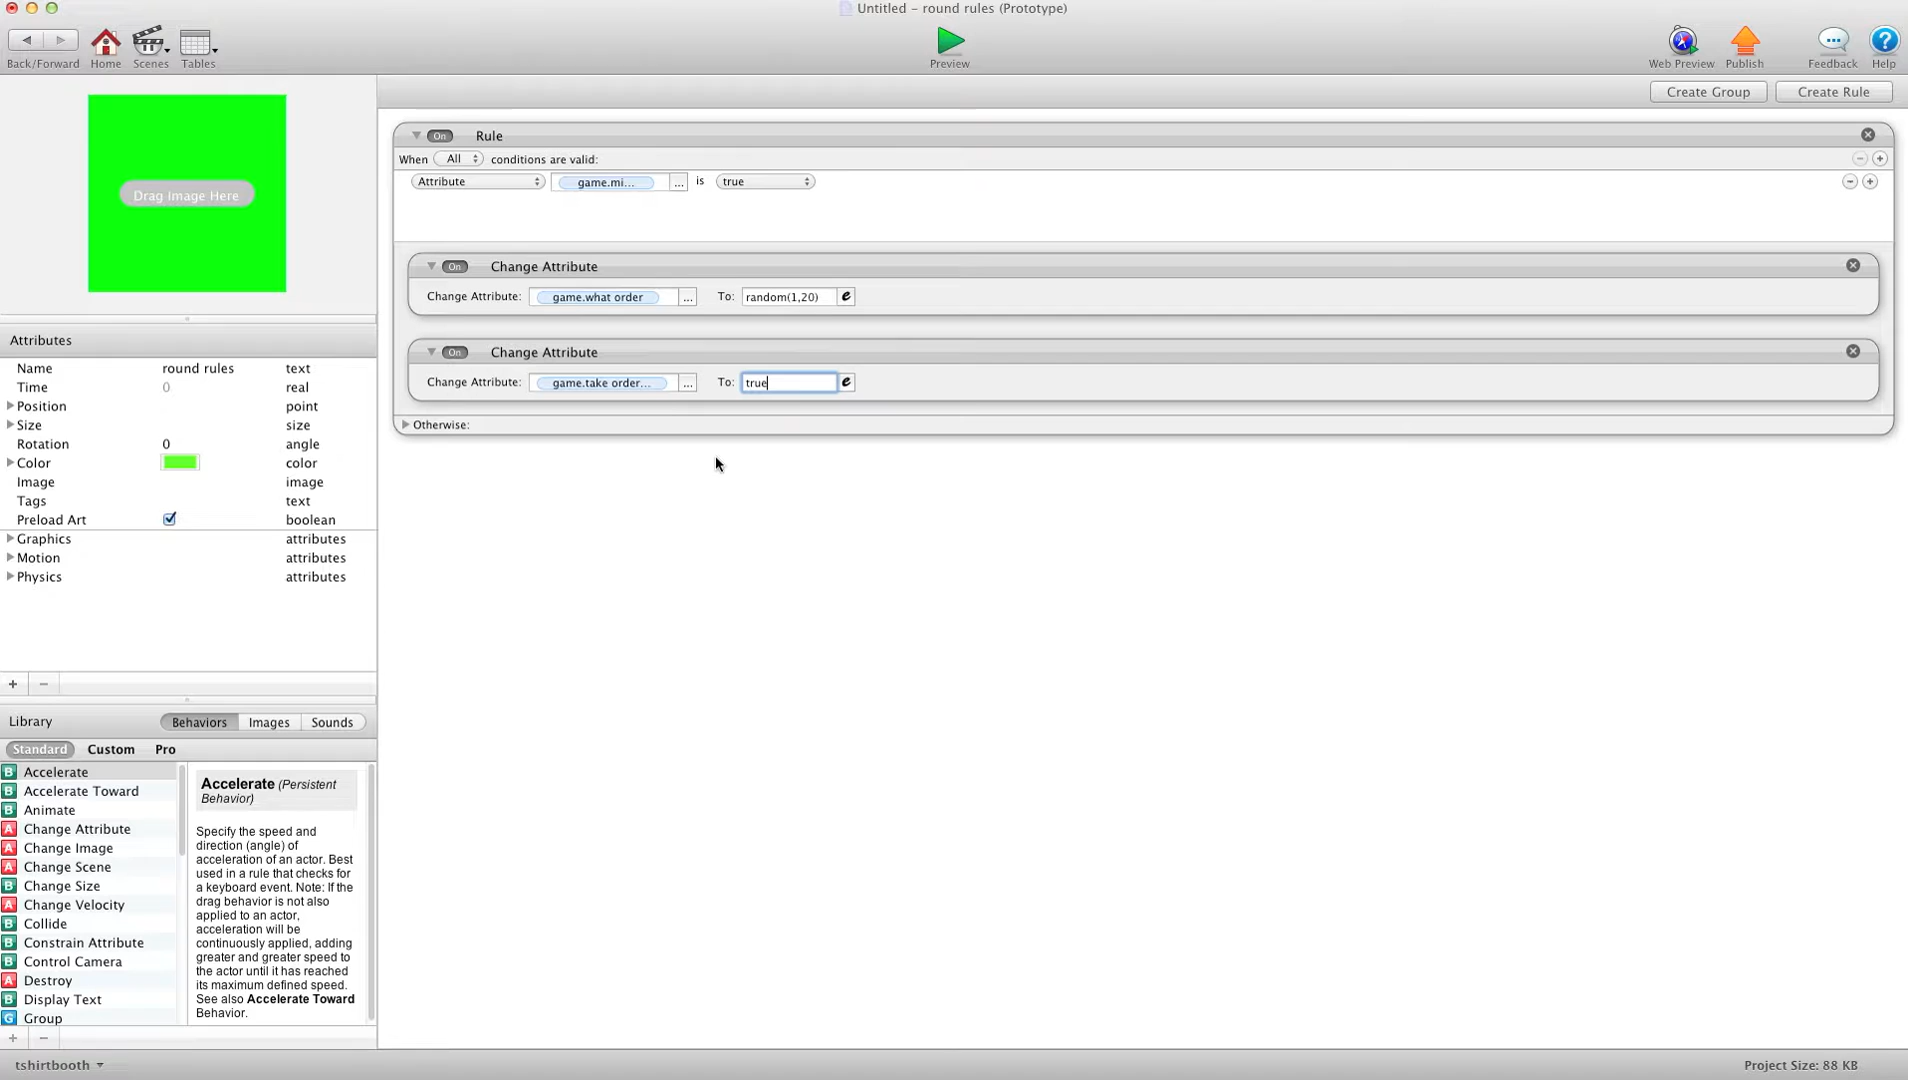 Untitled – round rules (Prototype)
Back/Forward
Home
Scenes
Tables
Preview
Web Preview
Publish
Feedback
Help
Create Group
Create Rule
Drag Image Here
On
Rule
When
All
conditions are valid:
Attribute
game.mi...
...
is
true
On
Change Attribute
Change Attribute:
game.what order
...
To:
random(1,20)
e
On
Change Attribute
Change Attribute:
game.take order...
...
To:
true
e
Otherwise:
Attributes
Name round rules text
Time 0 real
Position point
Size size
Rotation 0 angle
Color color
Image image
Tags text
Preload Art boolean
Graphics attributes
Motion attributes
Physics attributes
Library
Behaviors
Images
Sounds
Standard
Custom
Pro
B Accelerate
B Accelerate Toward
B Animate
A Change Attribute
A Change Image
A Change Scene
B Change Size
A Change Velocity
B Collide
B Constrain Attribute
B Control Camera
A Destroy
B Display Text
G Group
Accelerate (Persistent
Behavior)
Specify the speed and
direction (angle) of
acceleration of an actor. Best
used in a rule that checks for
a keyboard event. Note: If the
drag behavior is not also
applied to an actor,
acceleration will be
continuously applied, adding
greater and greater speed to
the actor until it has reached
its maximum defined speed.
See also Accelerate Toward
Behavior.
tshirtbooth
Project Size: 88 KB